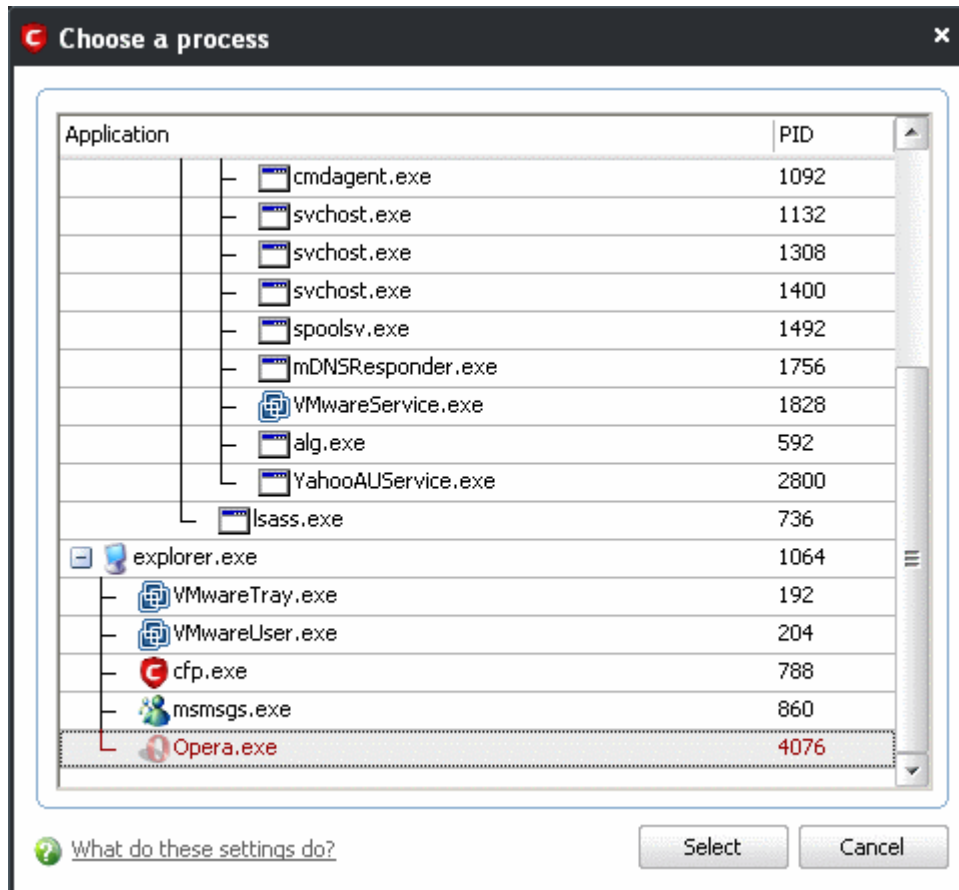 Choose a process
Application PID
cmdagent.exe 1092
svchost.exe 1132
svchost.exe 1308
svchost.exe 1400
spoolsv.exe 1492
mDNSResponder.exe 1756
VMwareService.exe 1828
alg.exe 592
YahooAUService.exe 2800
lsass.exe 736
explorer.exe 1064
VMwareTray.exe 192
VMwareUser.exe 204
cfp.exe 788
msmsgs.exe 860
Opera.exe 4076
What do these settings do? Select Cancel